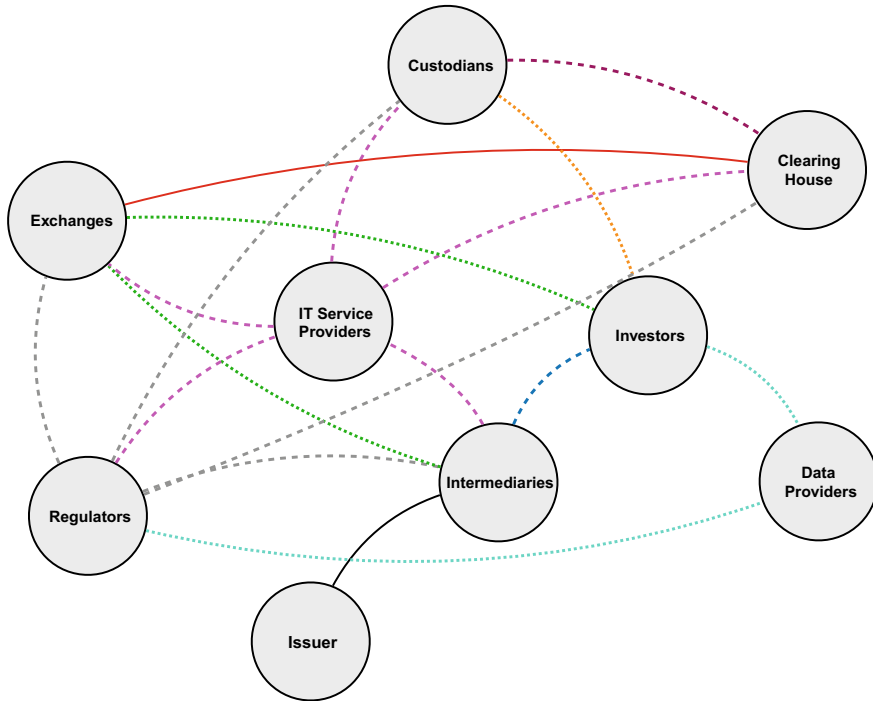 Custodians
Clearing
House
Exchanges
IT Service
Providers
Investors
Intermediaries
Data
Providers
Regulators
Issuer